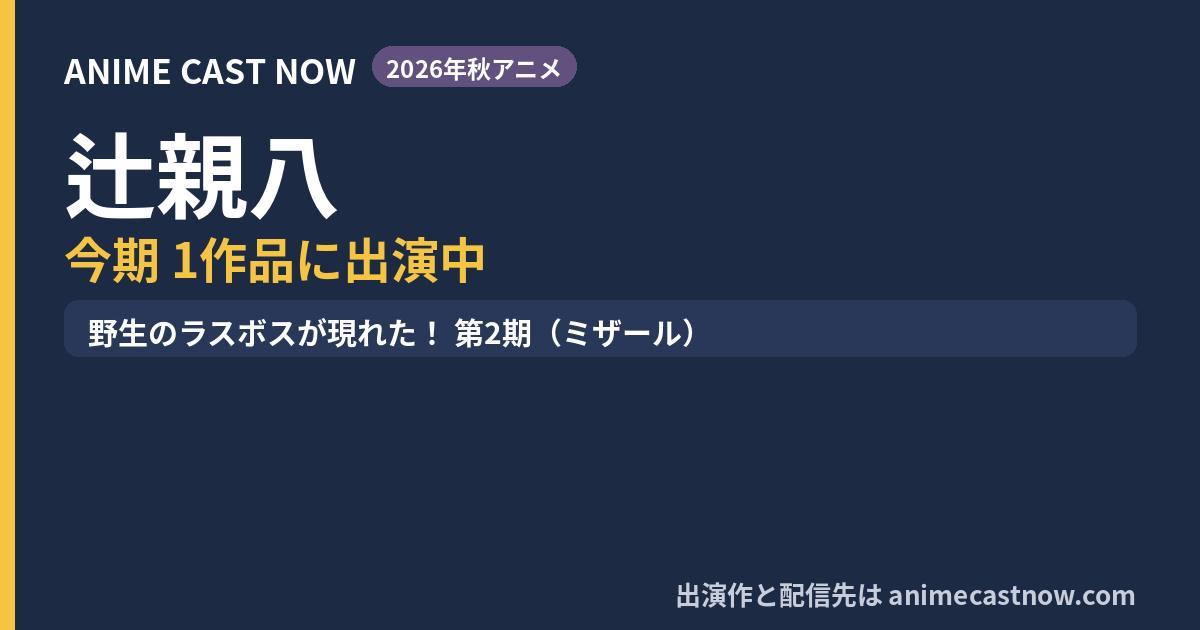 ANIME CAST NOW 2026年秋アニメ
辻親八
今期 1作品に出演中
野生のラスボスが現れた！ 第2期（ミザール）
出演作と配信先は animecastnow.com